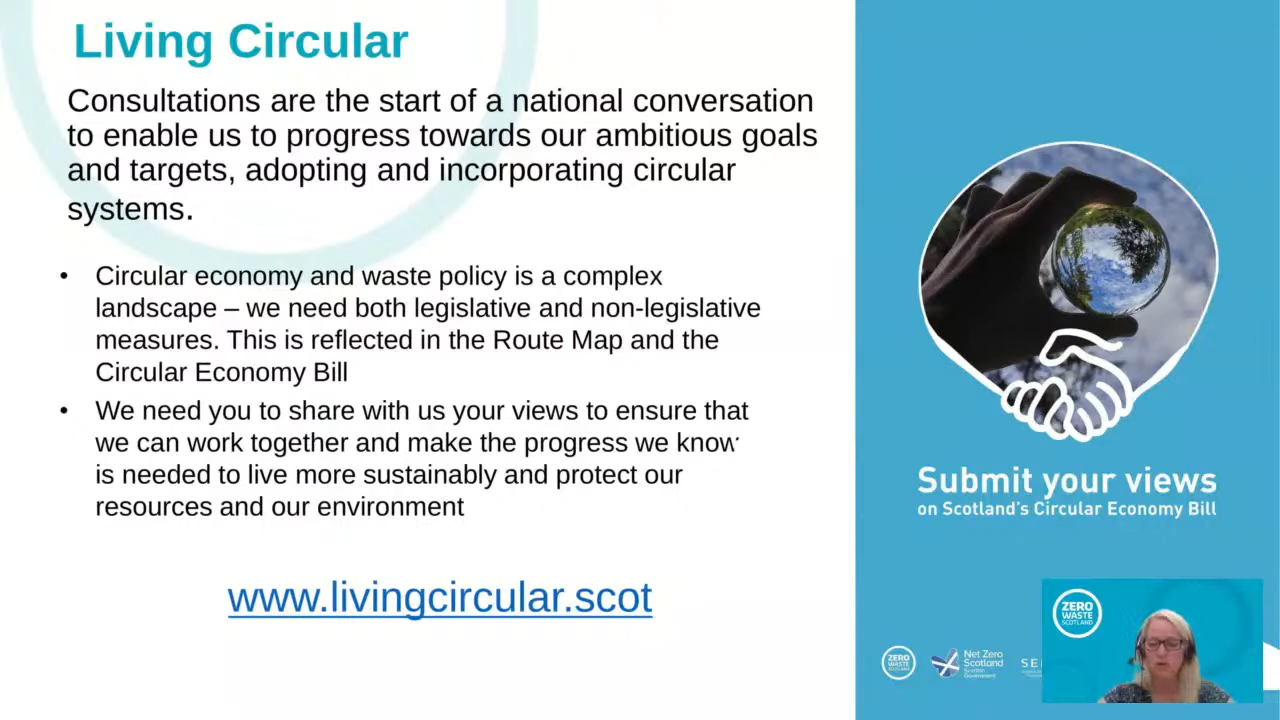 Living Circular
Consultations are the start of a national conversation
to enable us to progress towards our ambitious goals
and targets, adopting and incorporating circular
systems.
• Circular economy and waste policy is a complex
landscape – we need both legislative and non-legislative
measures. This is reflected in the Route Map and the
Circular Economy Bill
• We need you to share with us your views to ensure that
we can work together and make the progress we know
is needed to live more sustainably and protect our
resources and our environment
www.livingcircular.scot
Submit your views
on Scotland's Circular Economy Bill
ZERO
WASTE
SCOTLAND
Net Zero
Scotland
Scottish
Government
ZERO
WASTE
SCOTLAND